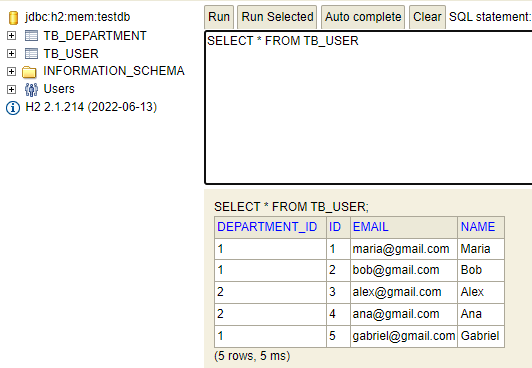 jdbc:h2:mem:testdb
TB_DEPARTMENT
TB_USER
INFORMATION_SCHEMA
Users
H2 2.1.214 (2022-06-13)
Run Run Selected Auto complete Clear SQL statement:
SELECT * FROM TB_USER
SELECT * FROM TB_USER;
DEPARTMENT_ID ID EMAIL NAME
1 1 maria@gmail.com Maria
1 2 bob@gmail.com Bob
2 3 alex@gmail.com Alex
2 4 ana@gmail.com Ana
1 5 gabriel@gmail.com Gabriel
(5 rows, 5 ms)